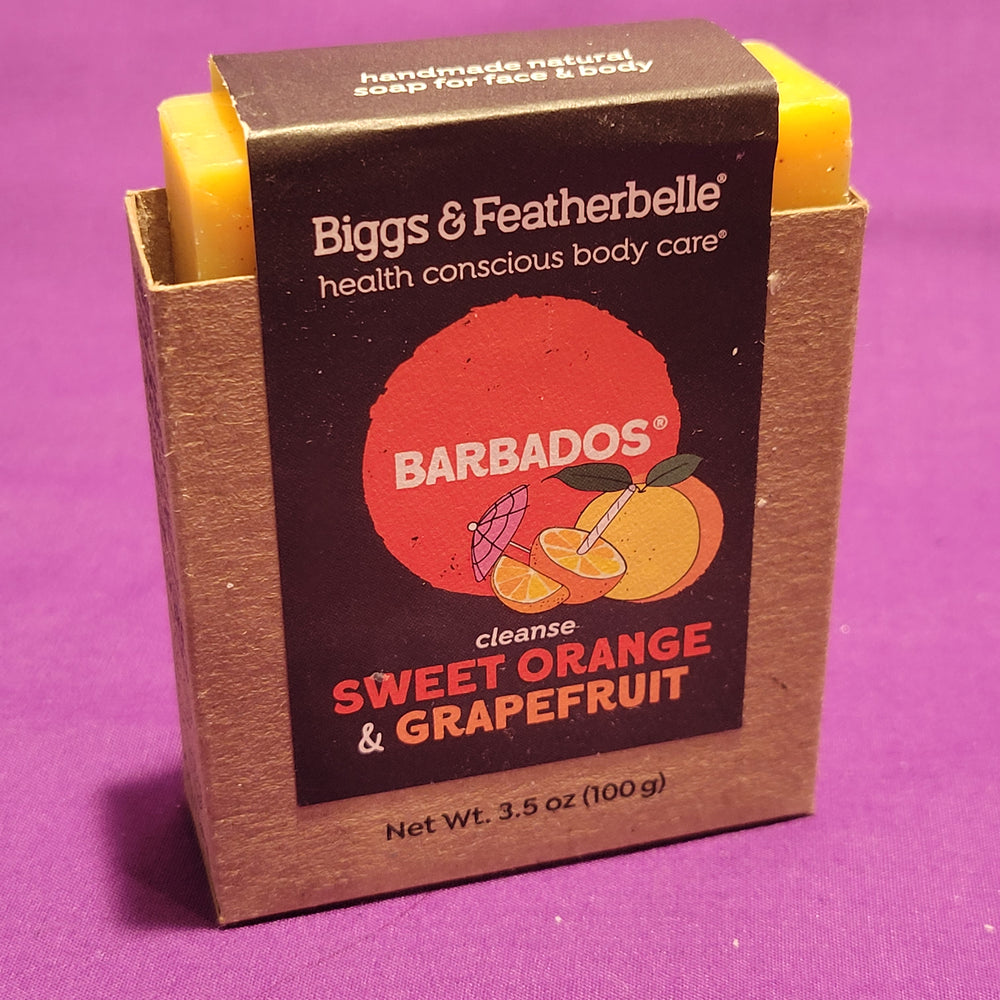 handmade natural
soap for face & body
Biggs & Featherbelle®
health conscious body care®
BARBADOS®
cleanse
SWEET ORANGE
& GRAPEFRUIT
Net Wt. 3.5 oz (100 g)